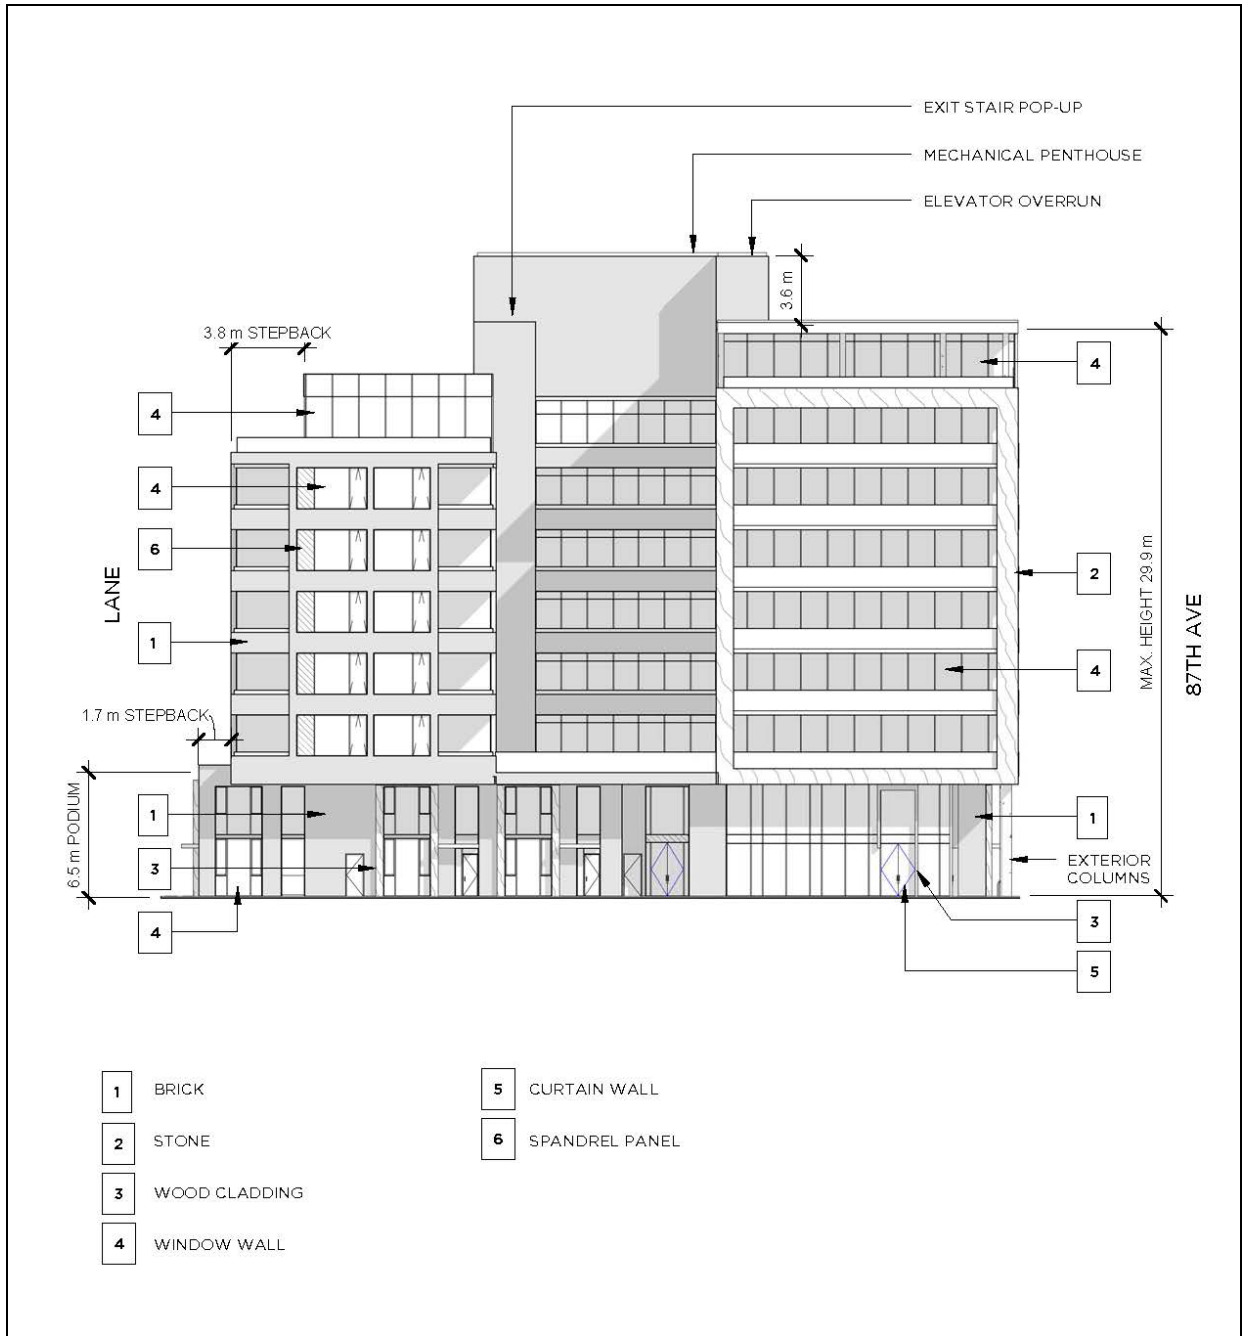 EXIT STAIR POP-UP
MECHANICAL PENTHOUSE
ELEVATOR OVERRUN
3.6 m
3.8 m STEPBACK
4
4
4
6
2
LANE
MAX. HEIGHT 29.9 m
87TH AVE
1
4
1.7 m STEPBACK
6.5 m PODIUM
1
1
3
EXTERIOR
COLUMNS
4
3
5
1 BRICK
2 STONE
3 WOOD CLADDING
4 WINDOW WALL
5 CURTAIN WALL
6 SPANDREL PANEL